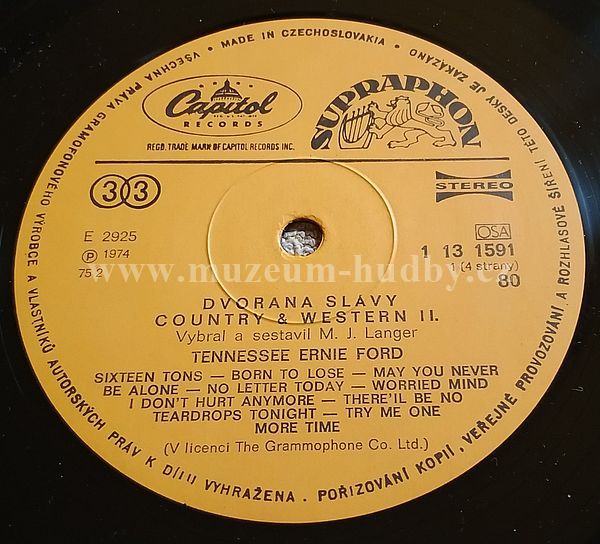 VŠECHNA PRÁVA GRAMOFONOVÉHO VÝROBCE A VLASTNÍKŮ AUTORSKÝCH PRÁV K DÍLU VYHRAŽENA. POŘIZOVÁNÍ KOPIÍ, VEŘEJNÉ PROVOZOVÁNÍ A ROZHLASOVÉ ŠÍŘENÍ TÉTO DESKY JE ZAKÁZÁNO
• MADE IN CZECHOSLOVAKIA •
Capitol
RECORDS
REGD. TRADE MARK OF CAPITOL RECORDS INC.
SUPRAPHON
33
STEREO
E 2925
Ⓟ 1974
OSA
1 13 1591
1 (4 strany)
80
www.muzeum-hudby.c
DVORANA SLÁVY
COUNTRY & WESTERN II.
Vybral a sestavil M. J. Langer
TENNESSEE ERNIE FORD
SIXTEEN TONS — BORN TO LOSE — MAY YOU NEVER
BE ALONE — NO LETTER TODAY — WORRIED MIND
I DON'T HURT ANYMORE — THERE'LL BE NO
TEARDROPS TONIGHT — TRY ME ONE
MORE TIME
(V licenci The Grammophone Co. Ltd.)